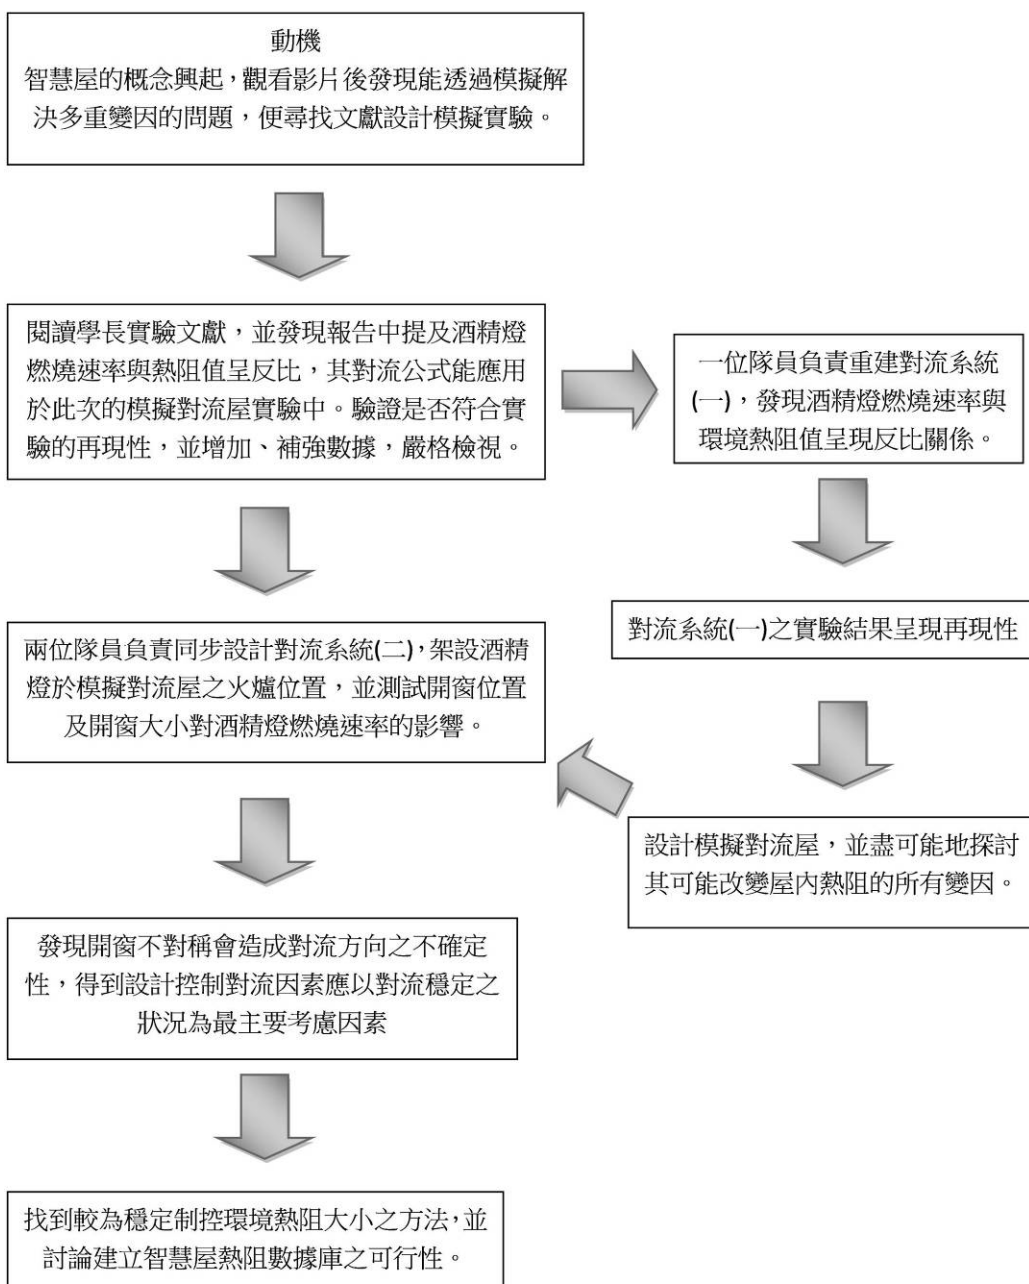 動機
智慧屋的概念興起，觀看影片後發現能透過模擬解
決多重變因的問題，便尋找文獻設計模擬實驗。
閱讀學長實驗文獻，並發現報告中提及酒精燈
燃燒速率與熱阻值呈反比，其對流公式能應用
於此次的模擬對流屋實驗中。驗證是否符合實
驗的再現性，並增加、補強數據，嚴格檢視。
一位隊員負責重建對流系統
(一)，發現酒精燈燃燒速率與
環境熱阻值呈現反比關係。
對流系統(一)之實驗結果呈現再現性
設計模擬對流屋，並盡可能地探討
其可能改變屋內熱阻的所有變因。
兩位隊員負責同步設計對流系統(二)，架設酒精
燈於模擬對流屋之火爐位置，並測試開窗位置
及開窗大小對酒精燈燃燒速率的影響。
發現開窗不對稱會造成對流方向之不確定
性，得到設計控制對流因素應以對流穩定之
狀況為最主要考慮因素
找到較為穩定制控環境熱阻大小之方法，並
討論建立智慧屋熱阻數據庫之可行性。